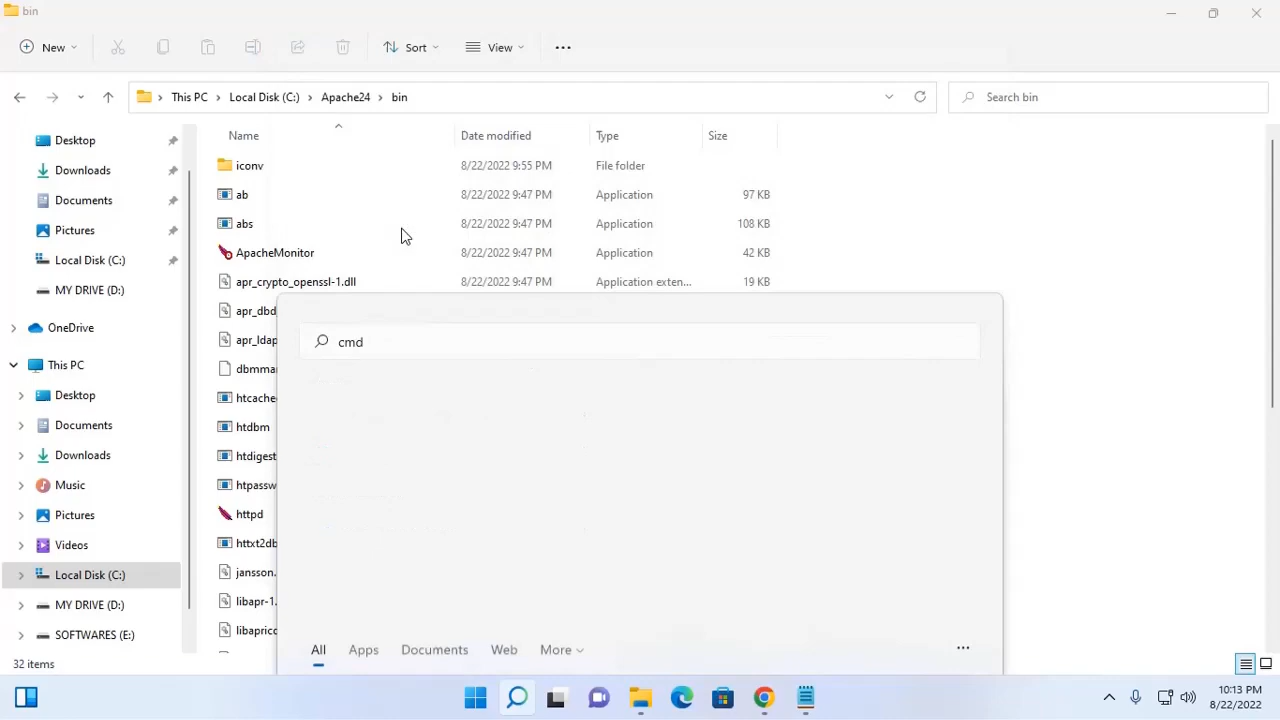 bin
New
Sort
View
This PC
Local Disk (C:)
Apache24
bin
Search bin
Name
Date modified
Type
Size
Desktop
Downloads
Documents
Pictures
Local Disk (C:)
MY DRIVE (D:)
OneDrive
This PC
Desktop
Documents
Downloads
Music
Pictures
Videos
Local Disk (C:)
MY DRIVE (D:)
SOFTWARES (E:)
iconv 8/22/2022 9:55 PM File folder
ab 8/22/2022 9:47 PM Application 97 KB
abs 8/22/2022 9:47 PM Application 108 KB
ApacheMonitor 8/22/2022 9:47 PM Application 42 KB
apr_crypto_openssl-1.dll 8/22/2022 9:47 PM Application exten... 19 KB
apr_dbd
apr_ldap
dbmma
htcache
htdbm
htdigest
htpassw
httpd
httxt2db
jansson.
libapr-1.
libaprico
cmd
All
Apps
Documents
Web
More
32 items
10:13 PM
8/22/2022